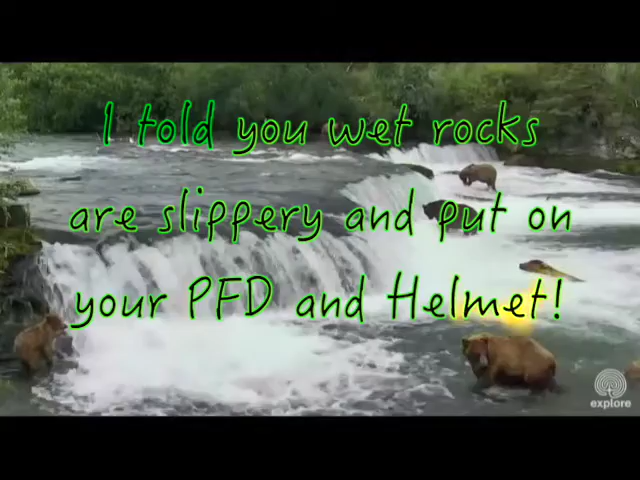 I told you wet rocks
are slippery and put on
your PFD and Helmet!
explore